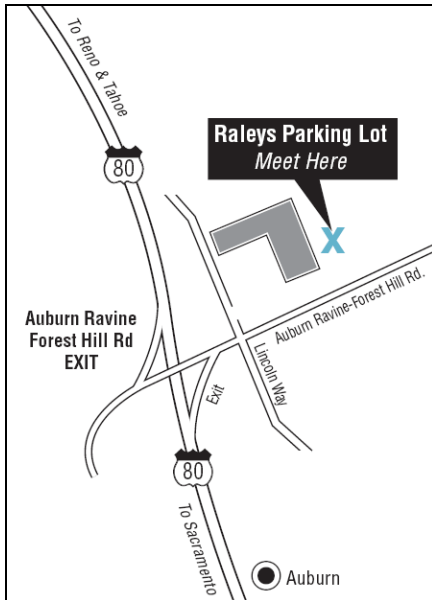 To Reno & Tahoe
80
Raleys Parking Lot
Meet Here
X
Auburn Ravine-Forest Hill Rd.
Auburn Ravine
Forest Hill Rd
EXIT
Lincoln Way
Exit
80
To Sacramento
Auburn